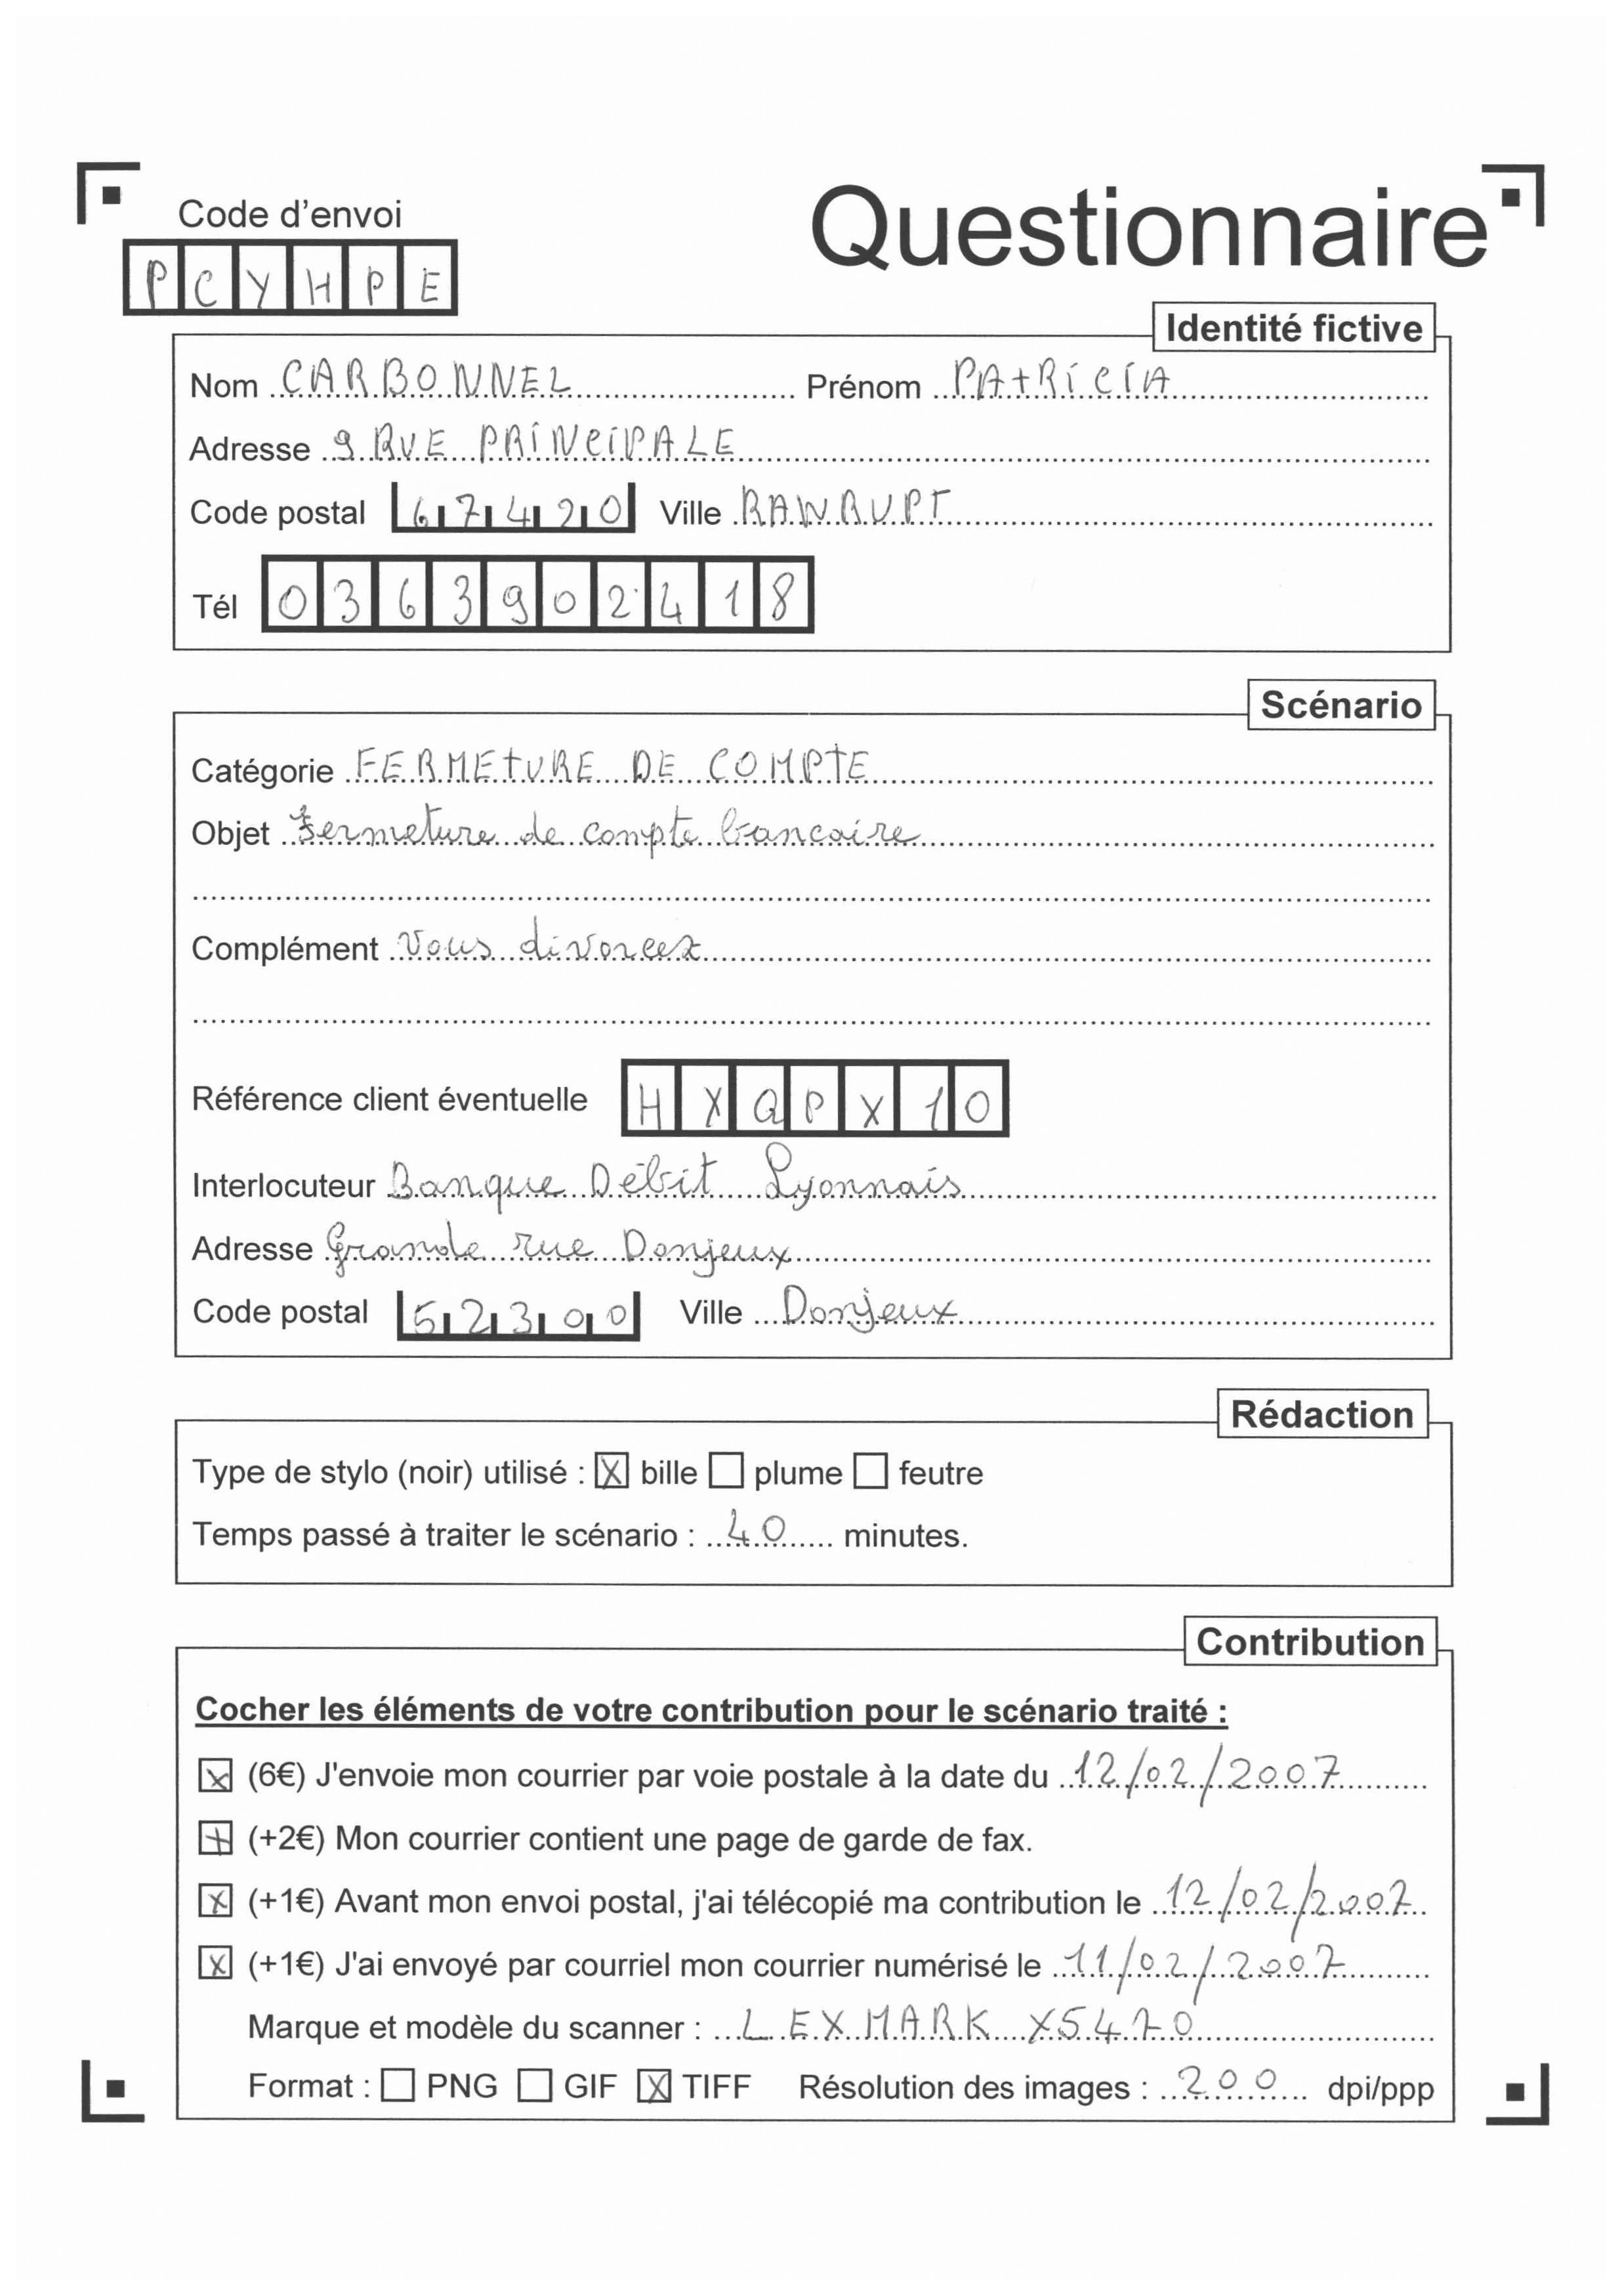 Questionnaire
Code d'envoi
PCYHPE
Identité fictive
Nom CARBONNEL Prénom PAtRiCiA
Adresse 9 RUE PRiNCiPALE
Code postal 67420 Ville RANRUPT
Tél 0363902418
Scénario
Catégorie FERMEtURE DE COMPtE
Objet Fermeture de compte bancaire
Complément Vous divorcez
Référence client éventuelle HXQPX10
Interlocuteur Banque Débit Lyonnais
Adresse Grande rue Donjeux
Code postal 52300 Ville Donjeux
Rédaction
Type de stylo (noir) utilisé : X bille plume feutre
Temps passé à traiter le scénario : 40 minutes.
Contribution
Cocher les éléments de votre contribution pour le scénario traité :
X (6€) J'envoie mon courrier par voie postale à la date du 12/02/2007
X (+2€) Mon courrier contient une page de garde de fax.
X (+1€) Avant mon envoi postal, j'ai télécopié ma contribution le 12/02/2007
X (+1€) J'ai envoyé par courriel mon courrier numérisé le 11/02/2007
Marque et modèle du scanner : LEXMARK X5470
Format : PNG GIF X TIFF Résolution des images : 200 dpi/ppp